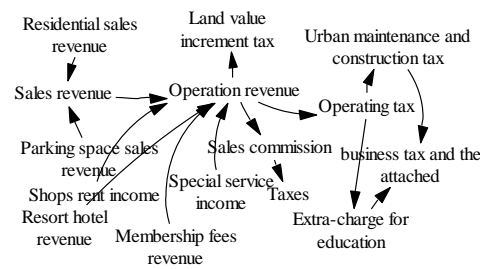 Residential sales
revenue
Land value
increment tax
Urban maintenance and
construction tax
Sales revenue
Operation revenue
Operating tax
Parking space sales
revenue
Sales commission
business tax and the
attached
Shops rent income
Special service
income
Taxes
Resort hotel
revenue
Extra-charge for
education
Membership fees
revenue